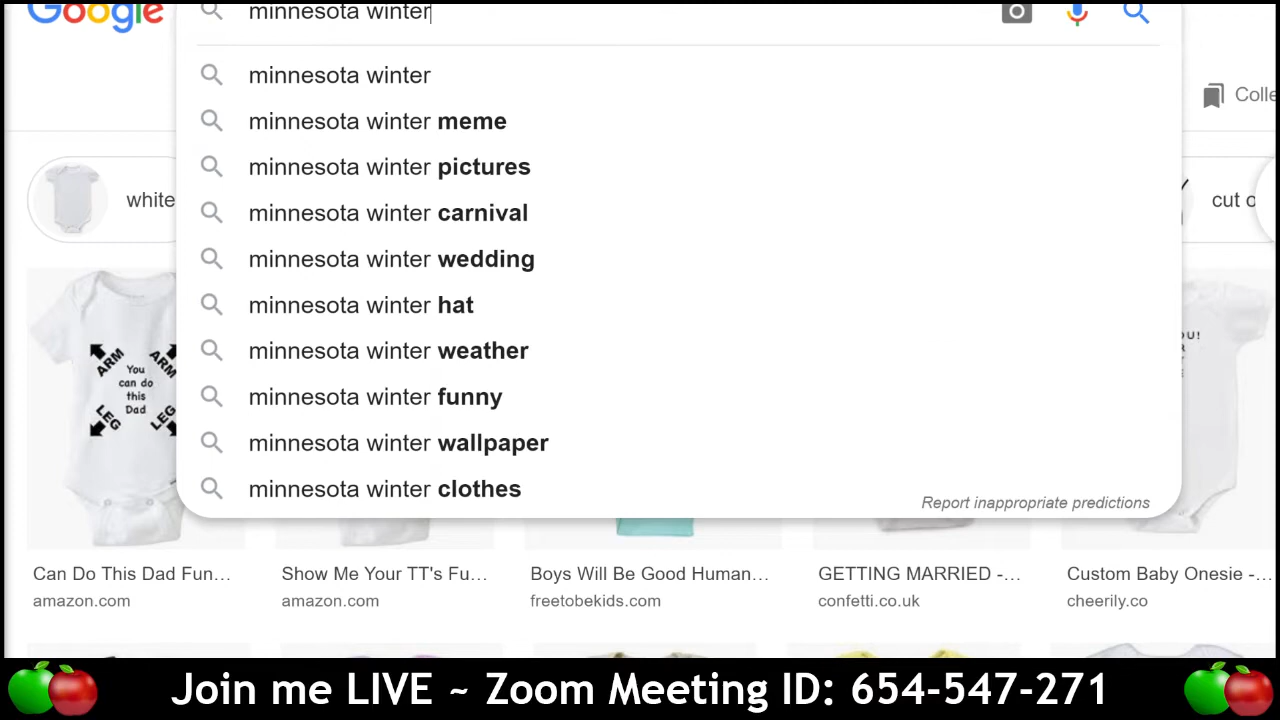 Google
minnesota winter
minnesota winter
Colle
minnesota winter meme
minnesota winter pictures
white
cut o
minnesota winter carnival
minnesota winter wedding
minnesota winter hat
minnesota winter weather
minnesota winter funny
minnesota winter wallpaper
minnesota winter clothes
Report inappropriate predictions
ARM ARM
You
can do
this
Dad
LEG LEG
Can Do This Dad Fun...
amazon.com
Show Me Your TT's Fu...
amazon.com
Boys Will Be Good Human...
freetobekids.com
GETTING MARRIED -...
confetti.co.uk
Custom Baby Onesie -...
cheerily.co
Join me LIVE ~ Zoom Meeting ID: 654-547-271